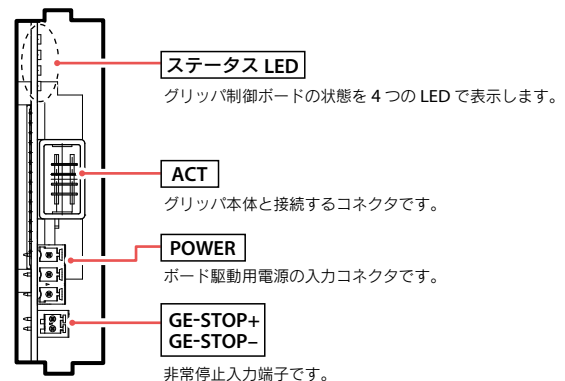 ステータス LED
グリッパ制御ボードの状態を 4 つの LED で表示します。
ACT
グリッパ本体と接続するコネクタです。
POWER
ボード駆動用電源の入力コネクタです。
GE-STOP+
GE-STOP−
非常停止入力端子です。